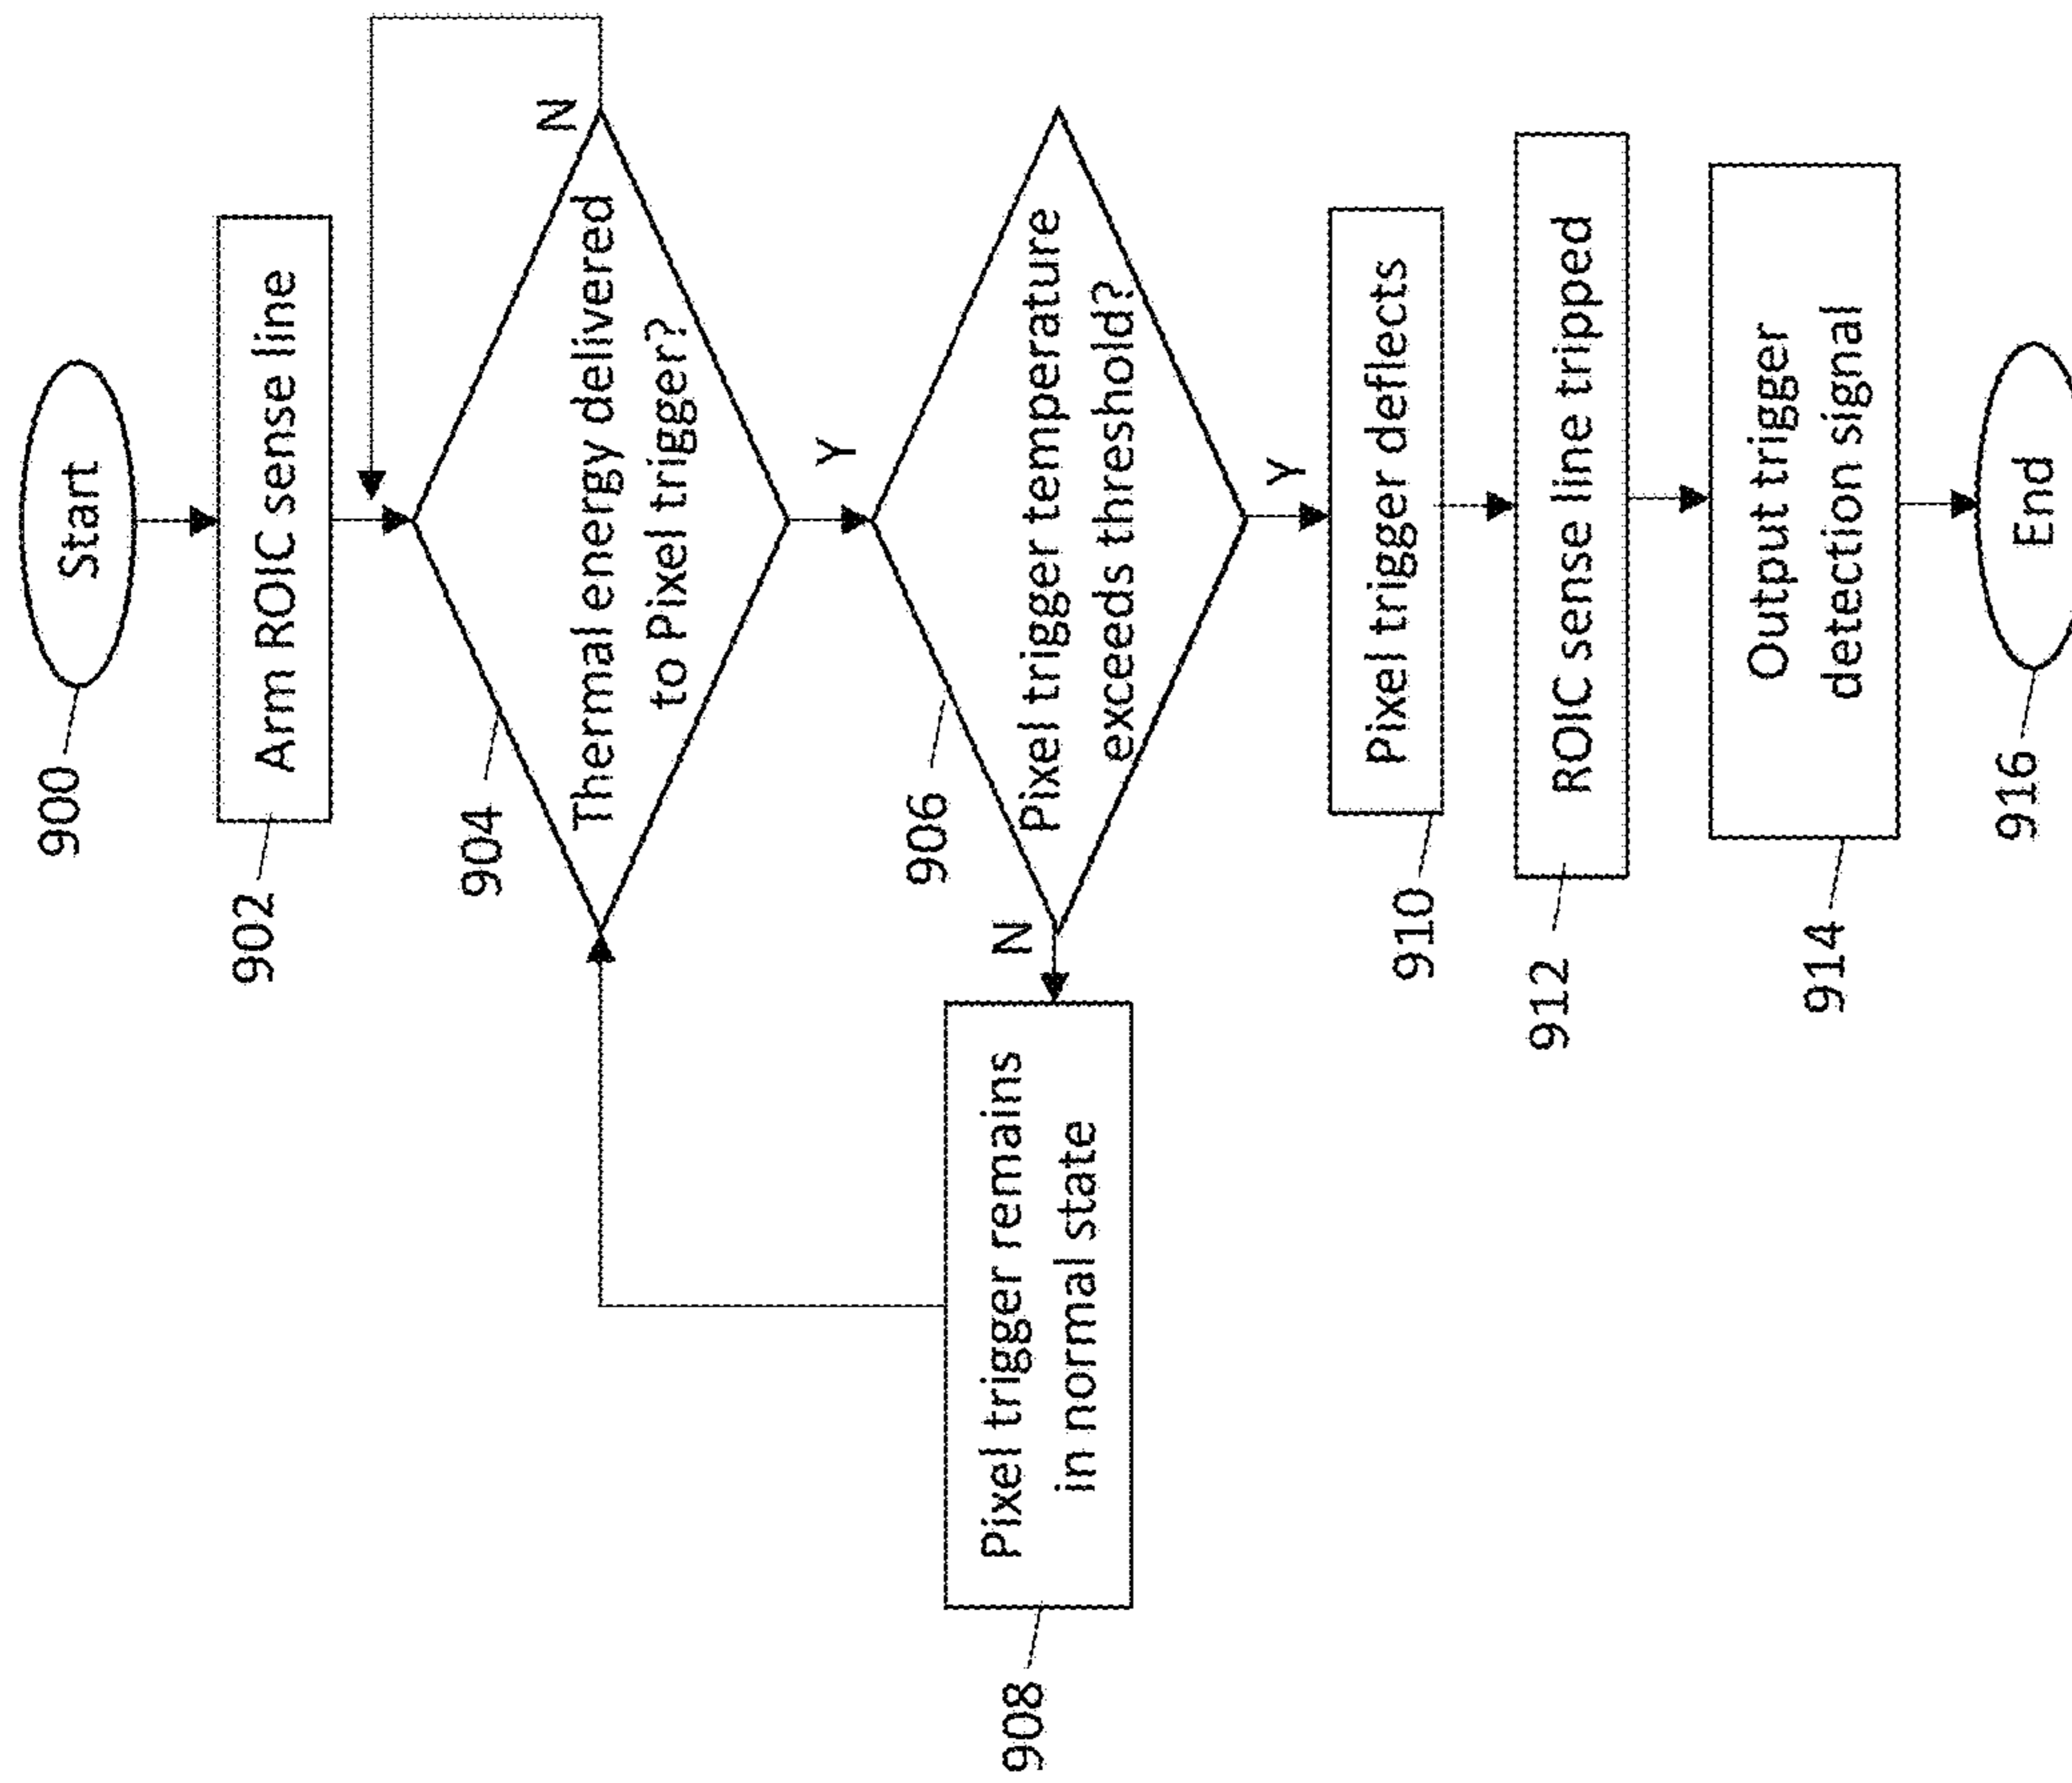 900
Start
902
Arm ROIC sense line
904
Thermal energy delivered
to Pixel trigger?
N
Y
906
Pixel trigger temperature
exceeds threshold?
N
908
Pixel trigger remains
in normal state
Y
910
Pixel trigger deflects
912
ROIC sense line tripped
914
Output trigger
detection signal
916
End